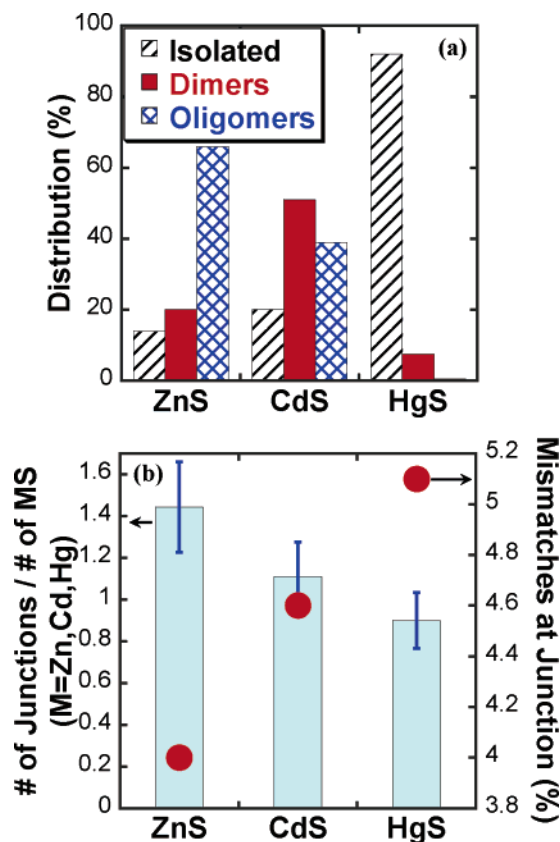 100
80
60
40
20
0
Distribution (%)
(a)
Isolated
Dimers
Oligomers
ZnS CdS HgS
(b)
1.6
1.4
1.2
1
0.8
0.6
0.4
0.2
0
# of Junctions / # of MS
(M=Zn,Cd,Hg)
5.2
5
4.8
4.6
4.4
4.2
4
3.8
Mismatches at Junction
(%)
ZnS CdS HgS